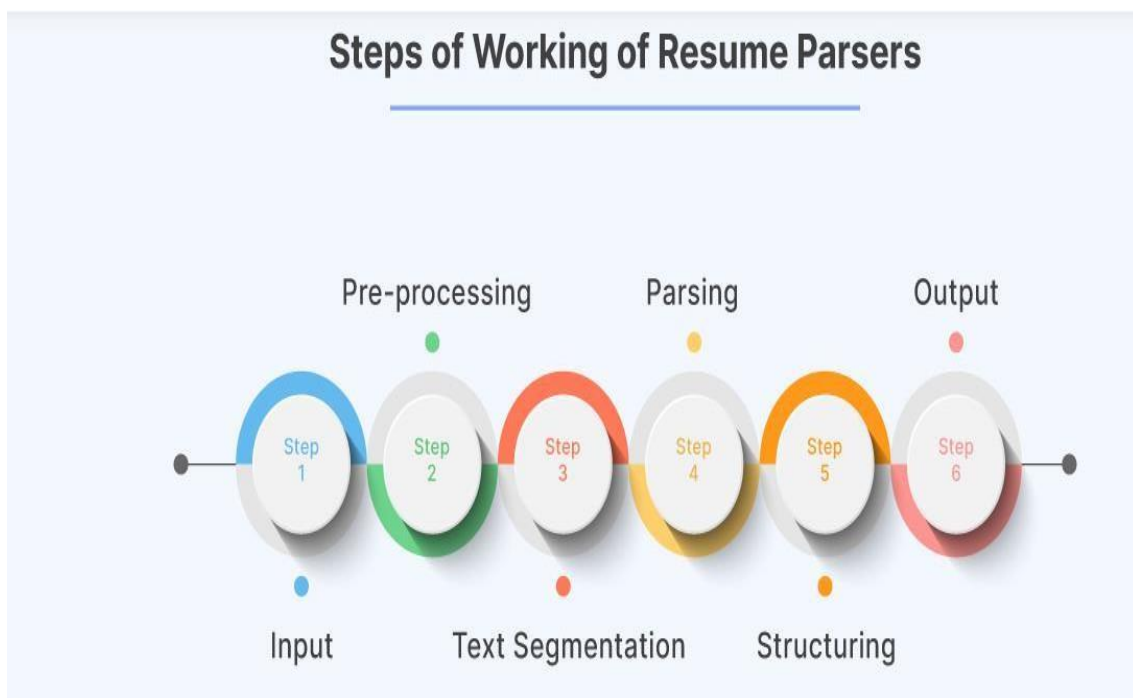 Steps of Working of Resume Parsers
Pre-processing
Parsing
Output
Step
1
Step
2
Step
3
Step
4
Step
5
Step
6
Input
Text Segmentation
Structuring